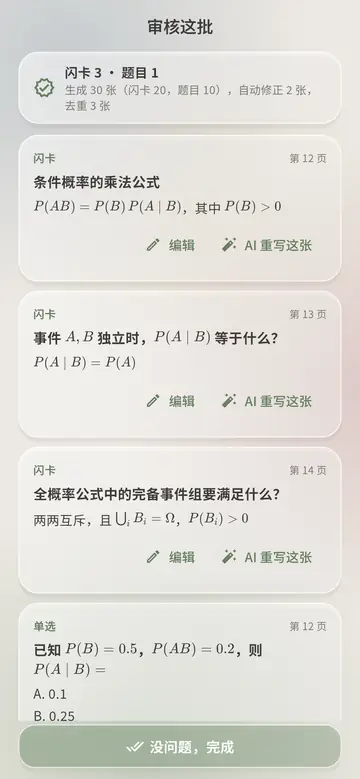 审核这批
闪卡 3 · 题目 1
生成 30 张（闪卡 20，题目 10），自动修正 2 张，
去重 3 张
闪卡 第 12 页
条件概率的乘法公式
P(AB) = P(B) P(A | B)，其中 P(B) > 0
编辑 AI 重写这张
闪卡 第 13 页
事件 A, B 独立时，P(A | B) 等于什么？
P(A | B) = P(A)
编辑 AI 重写这张
闪卡 第 14 页
全概率公式中的完备事件组要满足什么？
两两互斥，且 ⋃ᵢ Bᵢ = Ω，P(Bᵢ) > 0
编辑 AI 重写这张
单选 第 12 页
已知 P(B) = 0.5，P(AB) = 0.2，则
P(A | B) =
A. 0.1
B. 0.25
没问题，完成